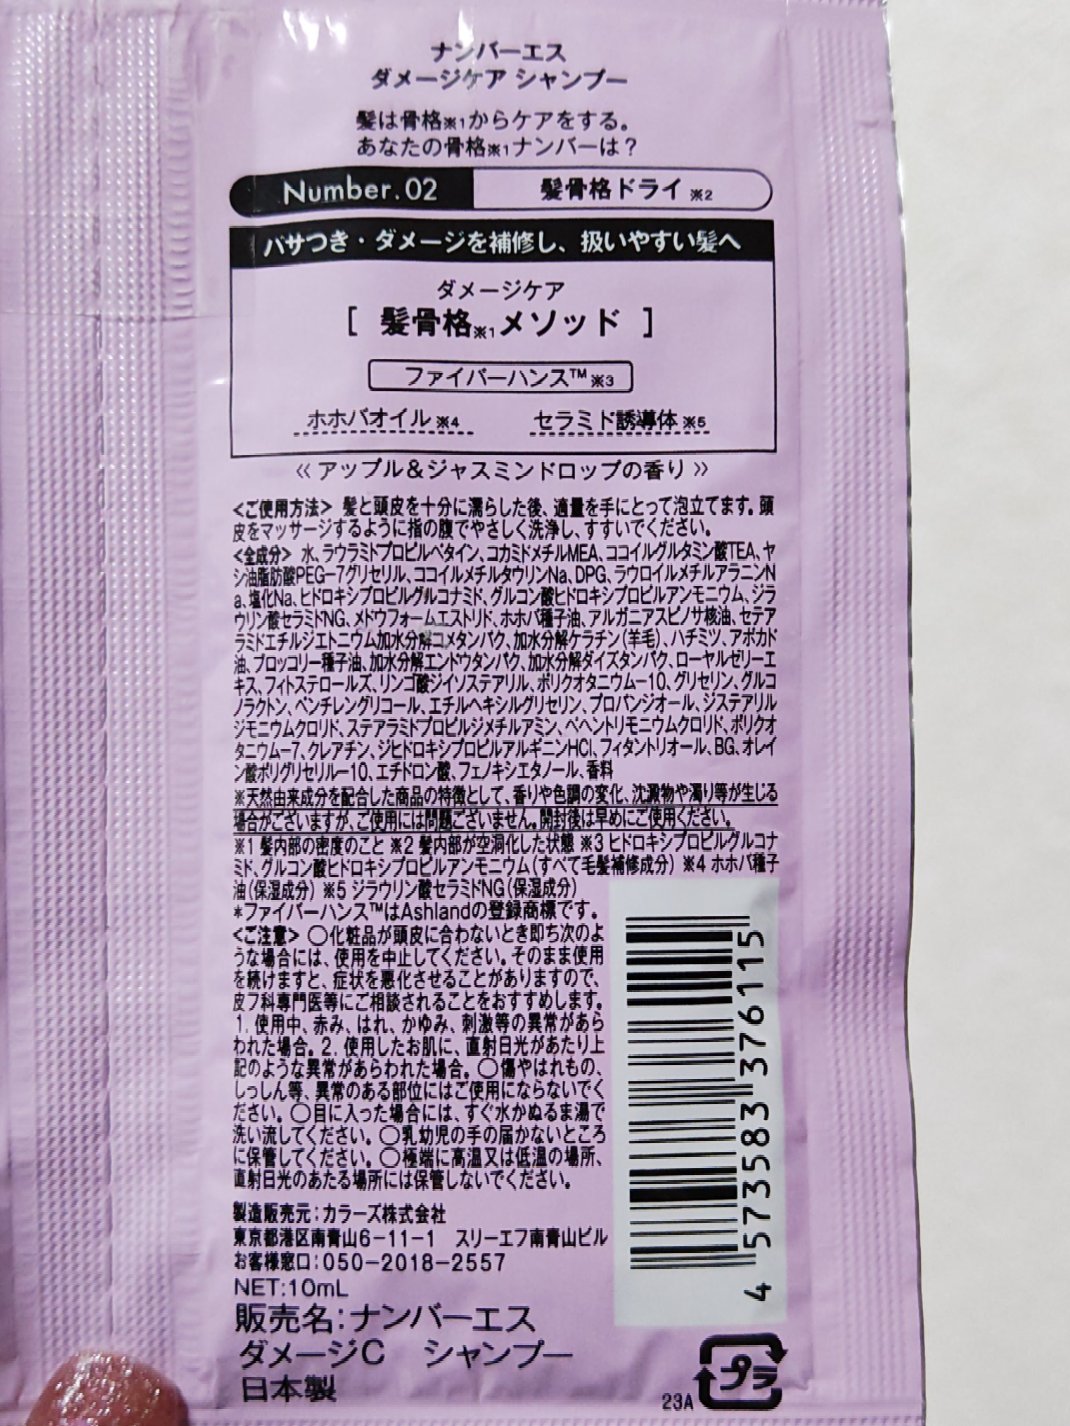 ナンバーエス
ダメージケア シャンプー
髪は骨格※1からケアをする。
あなたの骨格※1ナンバーは？
Number.02 髪骨格ドライ ※2
パサつき・ダメージを補修し、扱いやすい髪へ
ダメージケア
[ 髪骨格※1メソッド ]
ファイバーハンス™※3
ホホバオイル※4 セラミド誘導体※5
≪アップル&ジャスミンドロップの香り≫
<ご使用方法> 髪と頭皮を十分に濡らした後、適量を手にとって泡立てます。頭
皮をマッサージするように指の腹でやさしく洗浄し、すすいでください。
<全成分> 水、ラウラミドプロピルベタイン、コカミドメチルMEA、ココイルグルタミン酸TEA、ヤ
シ油脂肪酸PEG-7グリセリル、ココイルメチルタウリンNa、DPG、ラウロイルメチルアラニンN
a、塩化Na、ヒドロキシプロピルグルコナミド、グルコン酸ヒドロキシプロピルアンモニウム、ジラ
ウリン酸セラミドNG、メドウフォームエストリド、ホホバ種子油、アルガニアスピノサ核油、セテア
ラミドエチルジエトニウム加水分解コメタンパク、加水分解ケラチン(羊毛)、ハチミツ、アボカド
油、ブロッコリー種子油、加水分解エンドウタンパク、加水分解ダイズタンパク、ローヤルゼリーエ
キス、フィトステロールズ、リンゴ酸ジイソステアリル、ポリクオタニウム-10、グリセリン、グルコ
ノラクトン、ペンチレングリコール、エチルヘキシルグリセリン、プロパンジオール、ジステアリル
ジモニウムクロリド、ステアラミドプロピルジメチルアミン、ベヘントリモニウムクロリド、ポリクオ
タニウム-7、クレアチン、ジヒドロキシプロピルアルギニンHCl、フィタントリオール、BG、オレイ
ン酸ポリグリセリル-10、エチドロン酸、フェノキシエタノール、香料
※天然由来成分を配合した商品の特徴として、香りや色調の変化、沈澱物や濁り等が生じる
場合がございますが、ご使用には問題ございません。開封後は早めにご使用ください。
※1 髪内部の密度のこと ※2 髪内部が空洞化した状態 ※3 ヒドロキシプロピルグルコナ
ミド、グルコン酸ヒドロキシプロピルアンモニウム(すべて毛髪補修成分) ※4 ホホバ種子
油(保湿成分) ※5 ジラウリン酸セラミドNG(保湿成分)
*ファイバーハンス™はAshlandの登録商標です。
<ご注意> ○化粧品が頭皮に合わないとき即ち次のよ
うな場合には、使用を中止してください。そのまま使用
を続けますと、症状を悪化させることがありますので、
皮フ科専門医等にご相談されることをおすすめします。
1. 使用中、赤み、はれ、かゆみ、刺激等の異常があら
われた場合。2. 使用したお肌に、直射日光があたり上
記のような異常があらわれた場合。○傷やはれもの、
しっしん等、異常のある部位にはご使用にならないでく
ださい。○目に入った場合には、すぐ水かぬるま湯で
洗い流してください。○乳幼児の手の届かないところ
に保管してください。○極端に高温又は低温の場所、
直射日光のあたる場所には保管しないでください。
製造販売元：カラーズ株式会社
東京都港区南青山6-11-1 スリーエフ南青山ビル
お客様窓口：050-2018-2557
NET:10mL
販売名：ナンバーエス
ダメージC シャンプー
日本製
4573583376115
23A
プラ